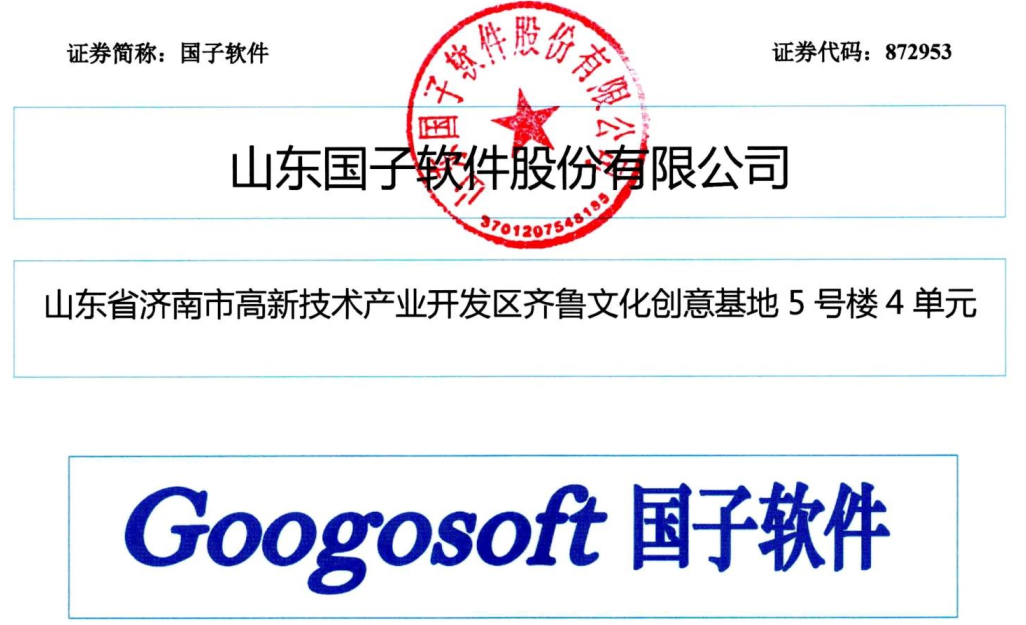 证券简称：国子软件
证券代码：872953
山东国子软件股份有限公司
3701207548185
山东国子软件股份有限公司
山东省济南市高新技术产业开发区齐鲁文化创意基地 5 号楼 4 单元
Googosoft 国子软件